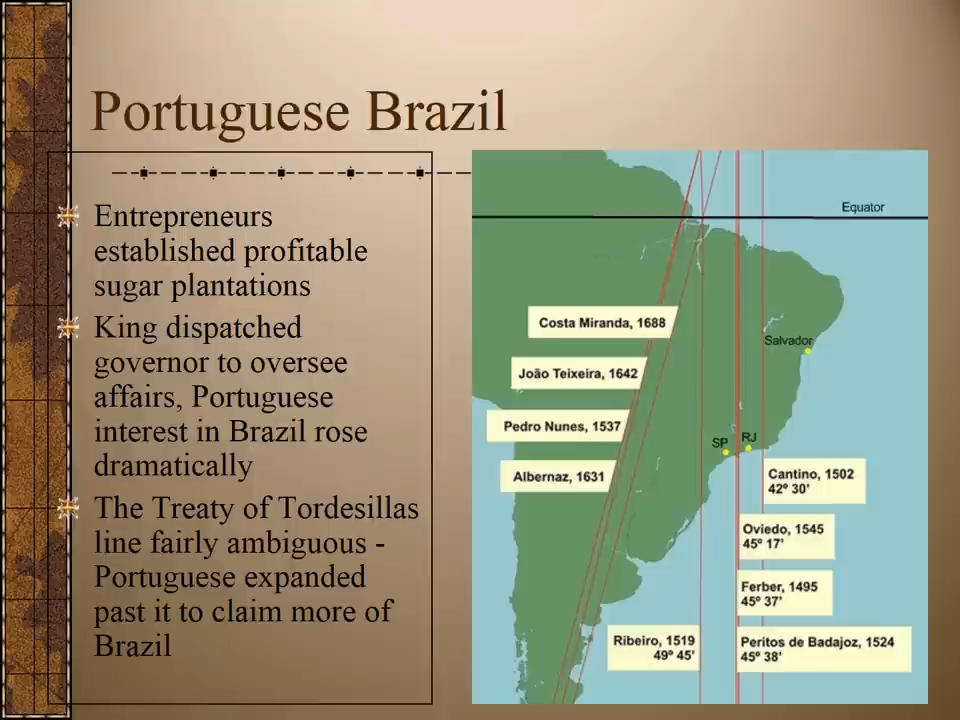 Portuguese Brazil
Entrepreneurs
established profitable
sugar plantations
King dispatched
governor to oversee
affairs, Portuguese
interest in Brazil rose
dramatically
The Treaty of Tordesillas
line fairly ambiguous -
Portuguese expanded
past it to claim more of
Brazil
Equator
Costa Miranda, 1688
Salvador
João Teixeira, 1642
Pedro Nunes, 1537
SP
RJ
Albernaz, 1631
Cantino, 1502
42º 30'
Oviedo, 1545
45º 17'
Ferber, 1495
45º 37'
Ribeiro, 1519
49º 45'
Peritos de Badajoz, 1524
45º 38'